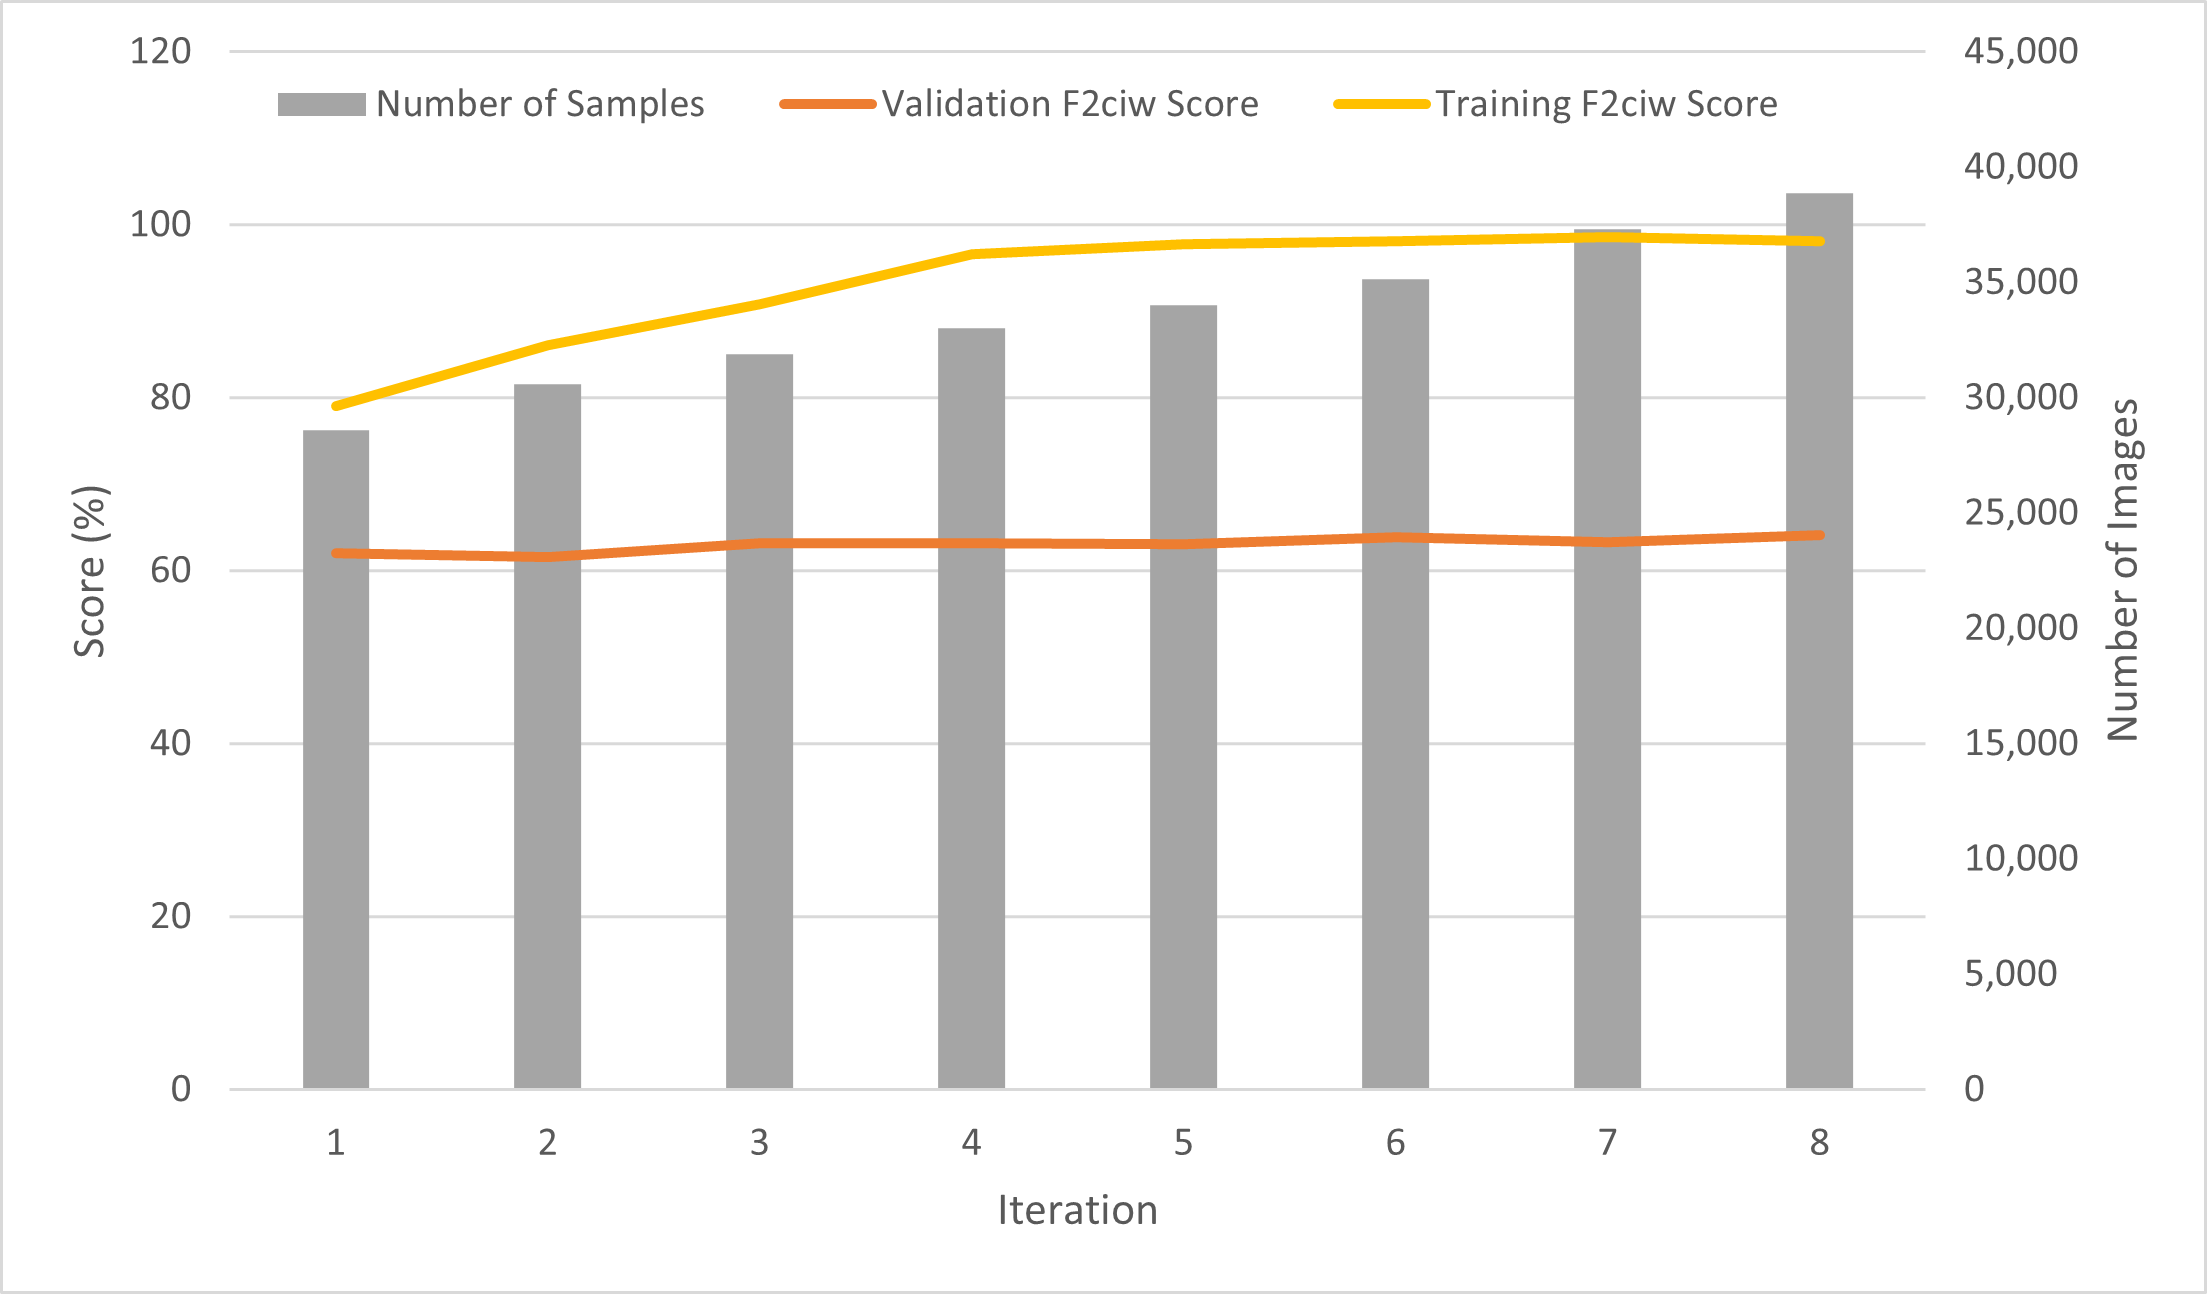 120
100
80
60
40
20
0
Score (%)
Number of Samples
Validation F2ciw Score
Training F2ciw Score
45,000
40,000
35,000
30,000
25,000
20,000
15,000
10,000
5,000
0
Number of Images
1 2 3 4 5 6 7 8
Iteration